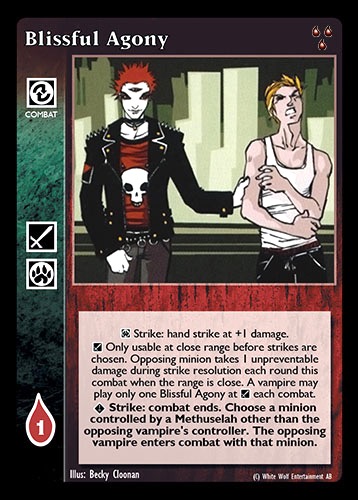 Blissful Agony
COMBAT
Strike: hand strike at +1 damage.
Only usable at close range before strikes are
chosen. Opposing minion takes 1 unpreventable
damage during strike resolution each round this
combat when the range is close. A vampire may
play only one Blissful Agony at each combat.
Strike: combat ends. Choose a minion
controlled by a Methuselah other than the
opposing vampire's controller. The opposing
vampire enters combat with that minion.
1
Illus: Becky Cloonan (C) White Wolf Entertainment AB